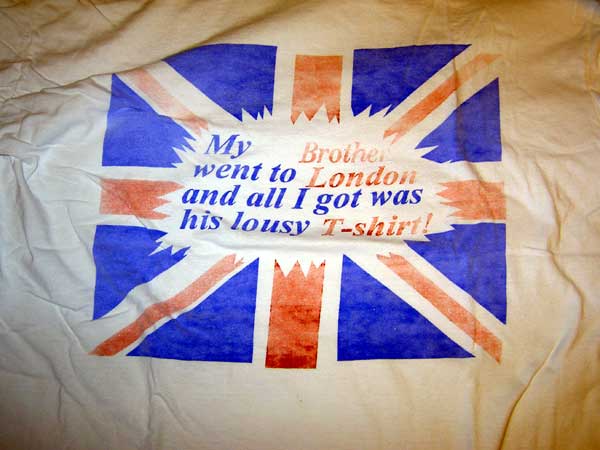 My Brother
went to London
and all I got was
his lousy T-shirt!